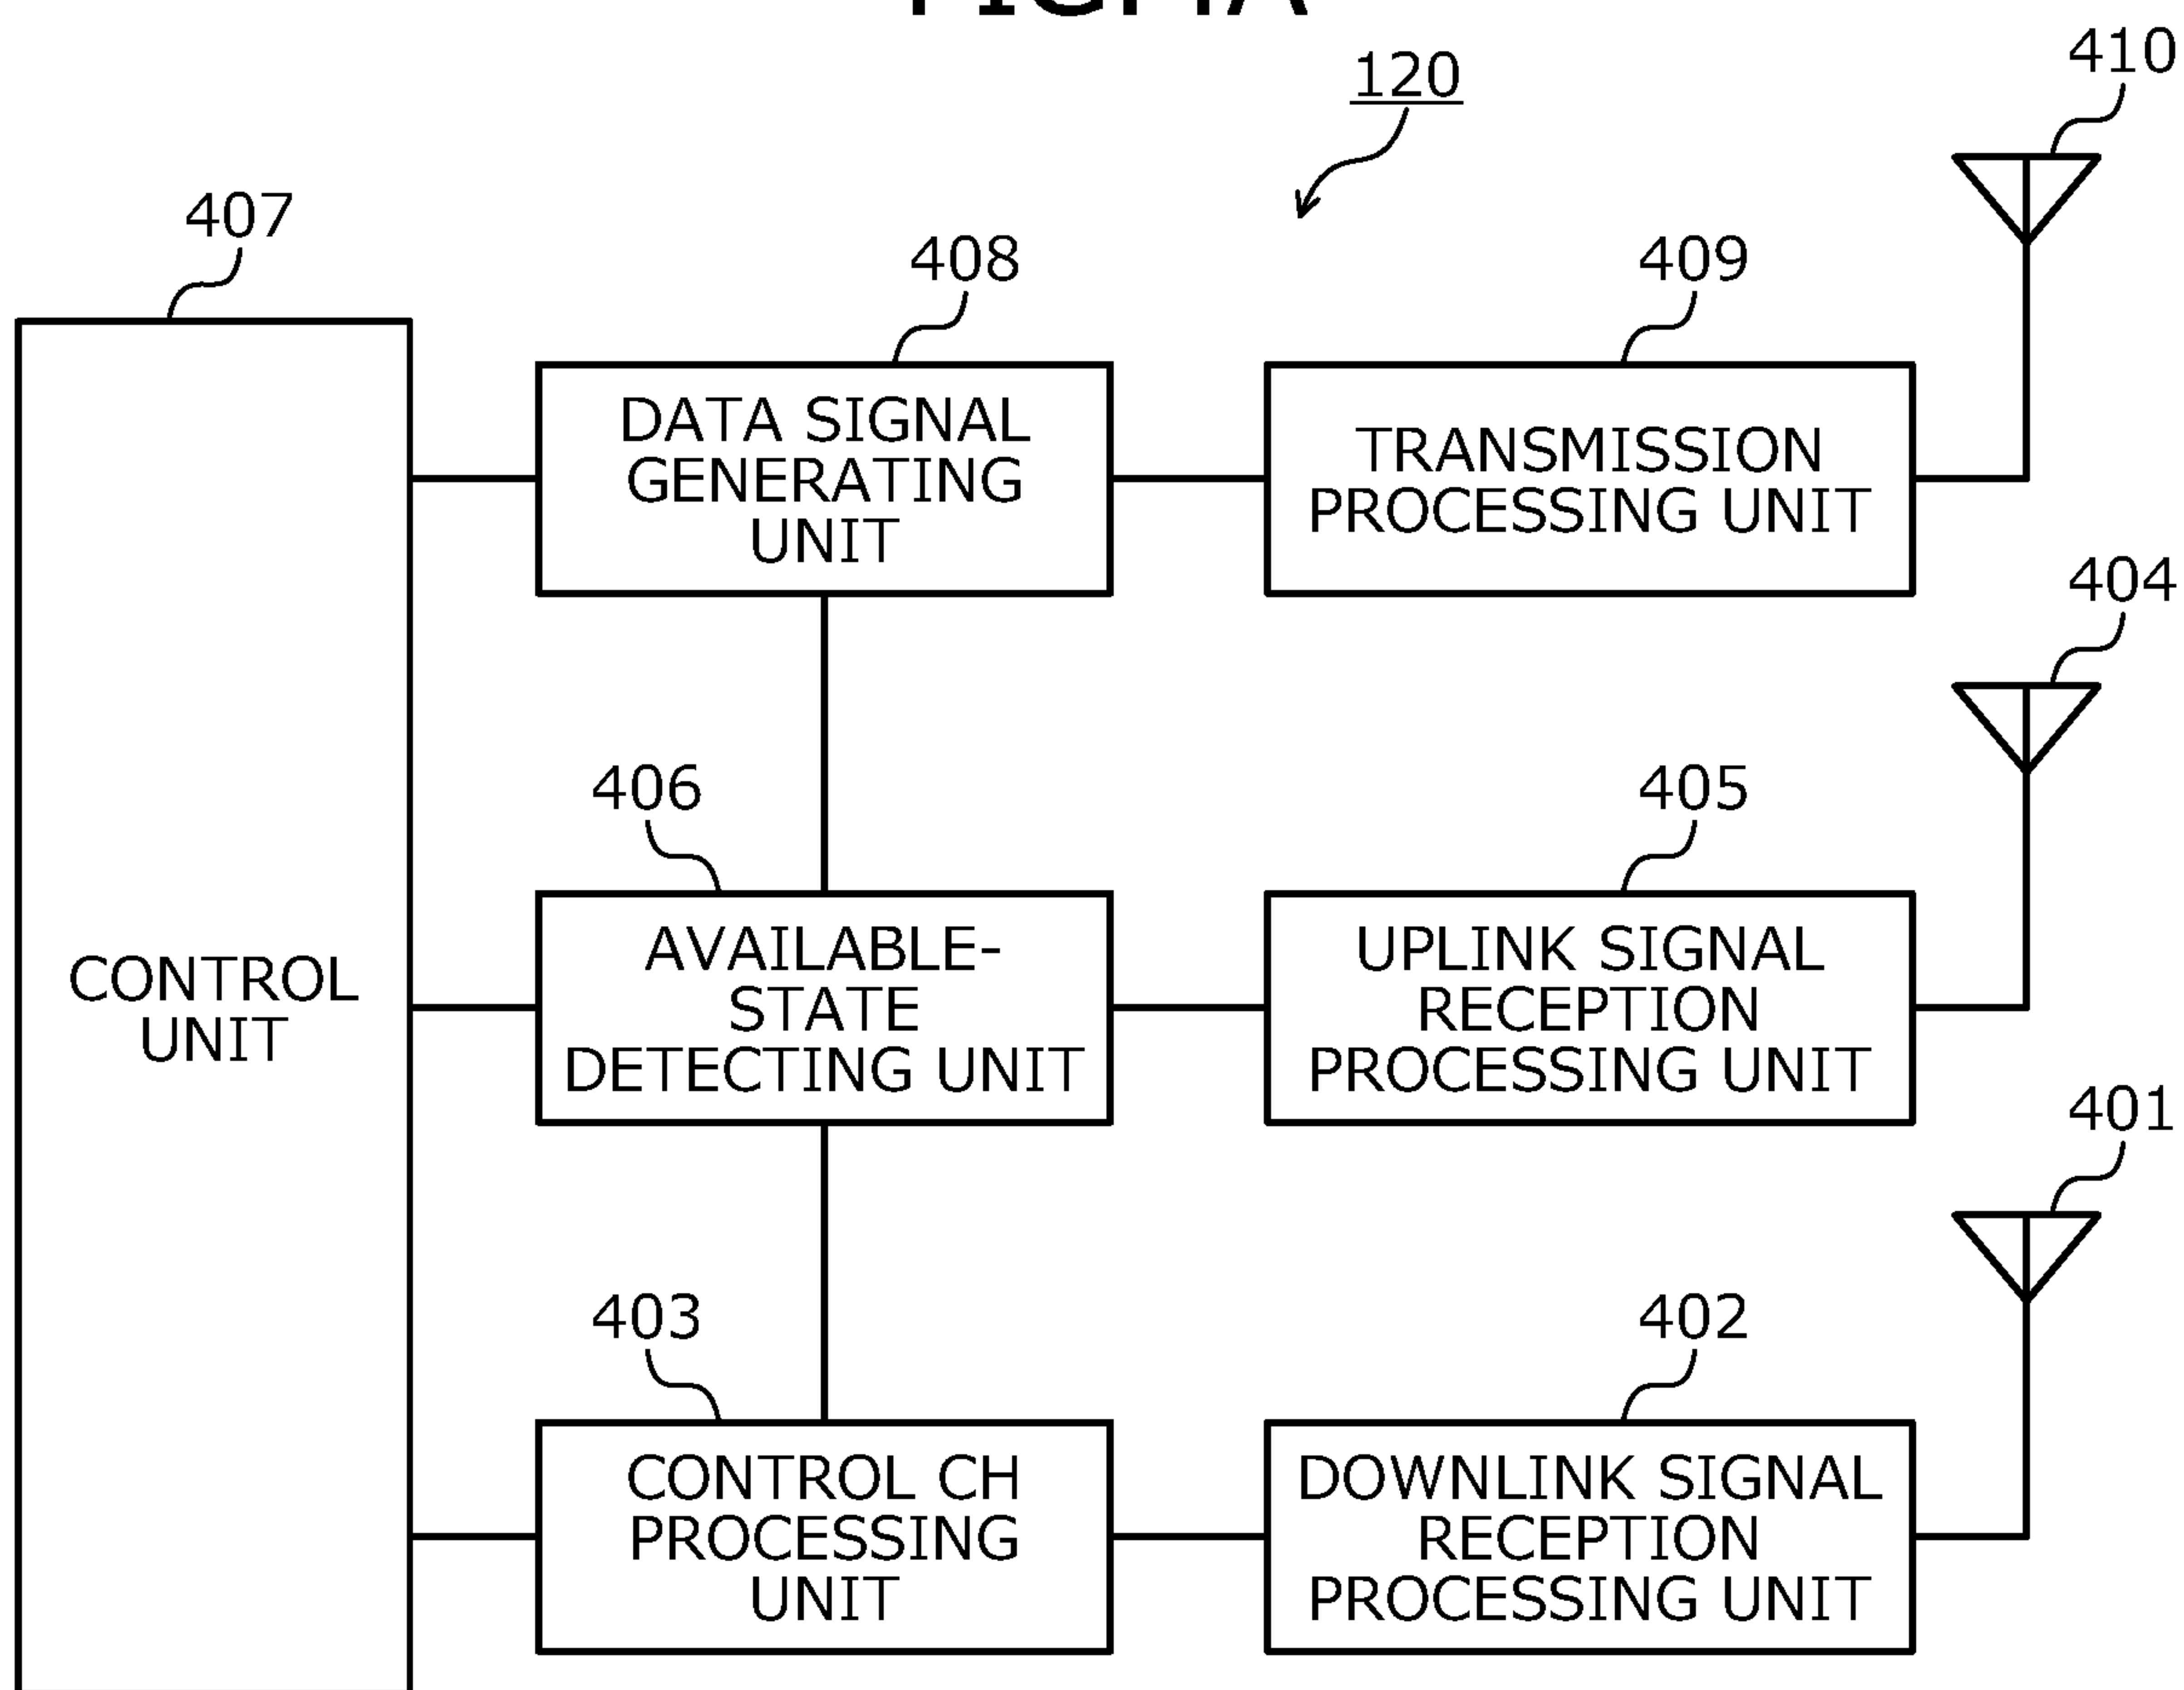 120
410
407
408
409
DATA SIGNAL
GENERATING
UNIT
TRANSMISSION
PROCESSING UNIT
404
406
405
CONTROL
UNIT
AVAILABLE-
STATE
DETECTING UNIT
UPLINK SIGNAL
RECEPTION
PROCESSING UNIT
401
403
402
CONTROL CH
PROCESSING
UNIT
DOWNLINK SIGNAL
RECEPTION
PROCESSING UNIT